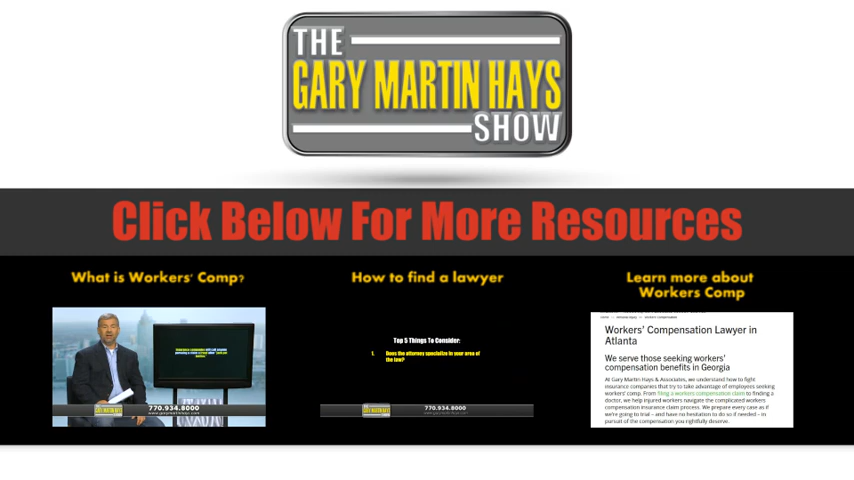 THE
GARY MARTIN HAYS
SHOW
Click Below For More Resources
What is Workers' Comp?
How to find a lawyer
Learn more about
Workers Comp
770.934.8000
Top 5 Things To Consider:
1. Does the attorney specialize in your area of
the law?
770.934.8000
Workers' Compensation Lawyer in
Atlanta
We serve those seeking workers'
compensation benefits in Georgia
At Gary Martin Hays & Associates, we understand how to fight
insurance companies that try to take advantage of employees seeking
workers' comp. From filing a workers compensation claim to finding a
doctor, we help injured workers navigate the complicated workers
compensation insurance claim process. We prepare every case as if
we're going to trial – and have no hesitation to do so if needed – in
pursuit of the compensation you rightfully deserve.